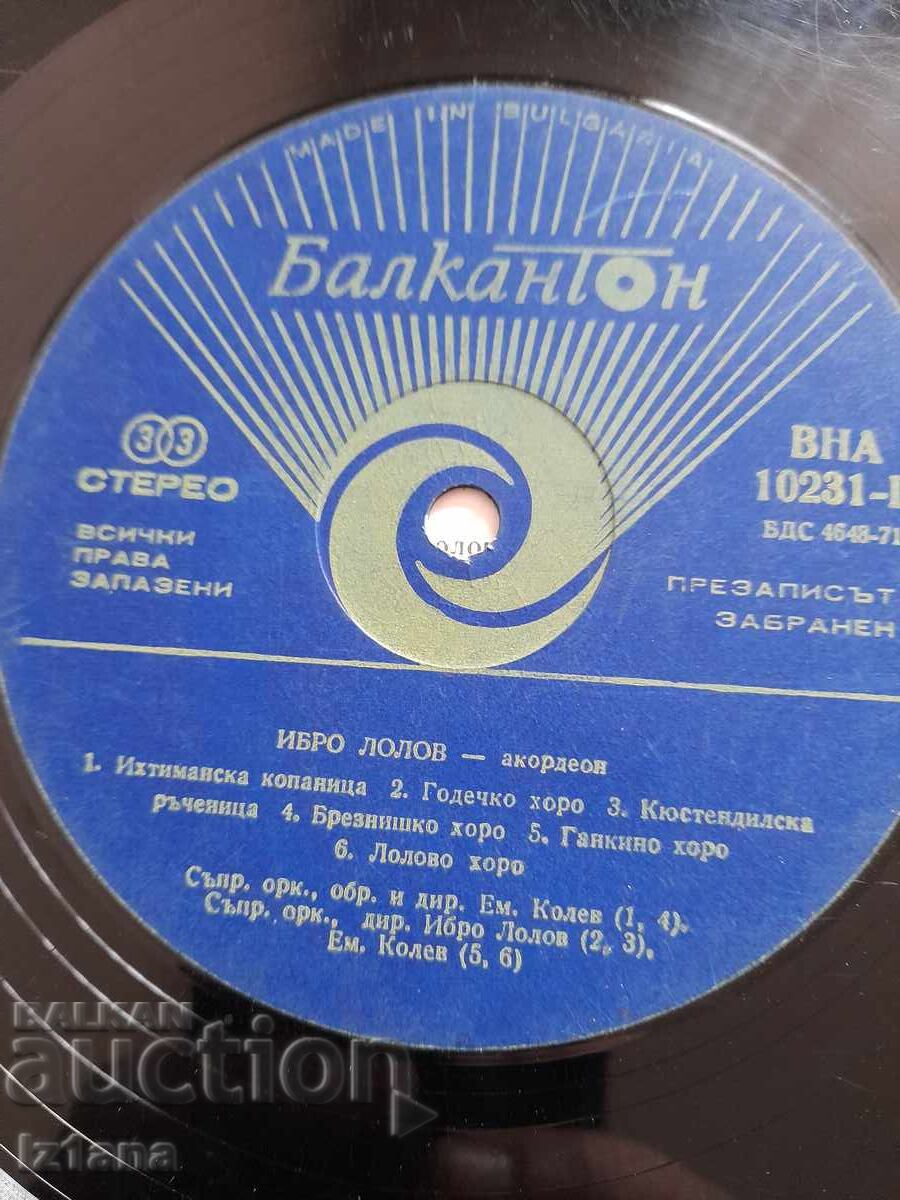 MADE IN BULGARIA
Балкантон
33
СТЕРЕО
ВСИЧКИ
ПРАВА
ЗАПАЗЕНИ
ВНА
10231-I
БДС 4648-71
ПРЕЗАПИСЪТ
ЗАБРАНЕН
ИБРО ЛОЛОВ — акордеон
1. Ихтиманска копаница 2. Годечко хоро 3. Кюстендилска
ръченица 4. Брезнишко хоро 5. Ганкино хоро
6. Лолово хоро
Съпр. орк., обр. и дир. Ем. Колев (1, 4).
Съпр. орк., дир. Ибро Лолов (2, 3).
Ем. Колев (5, 6)
BALKAN
auction
iz1ana